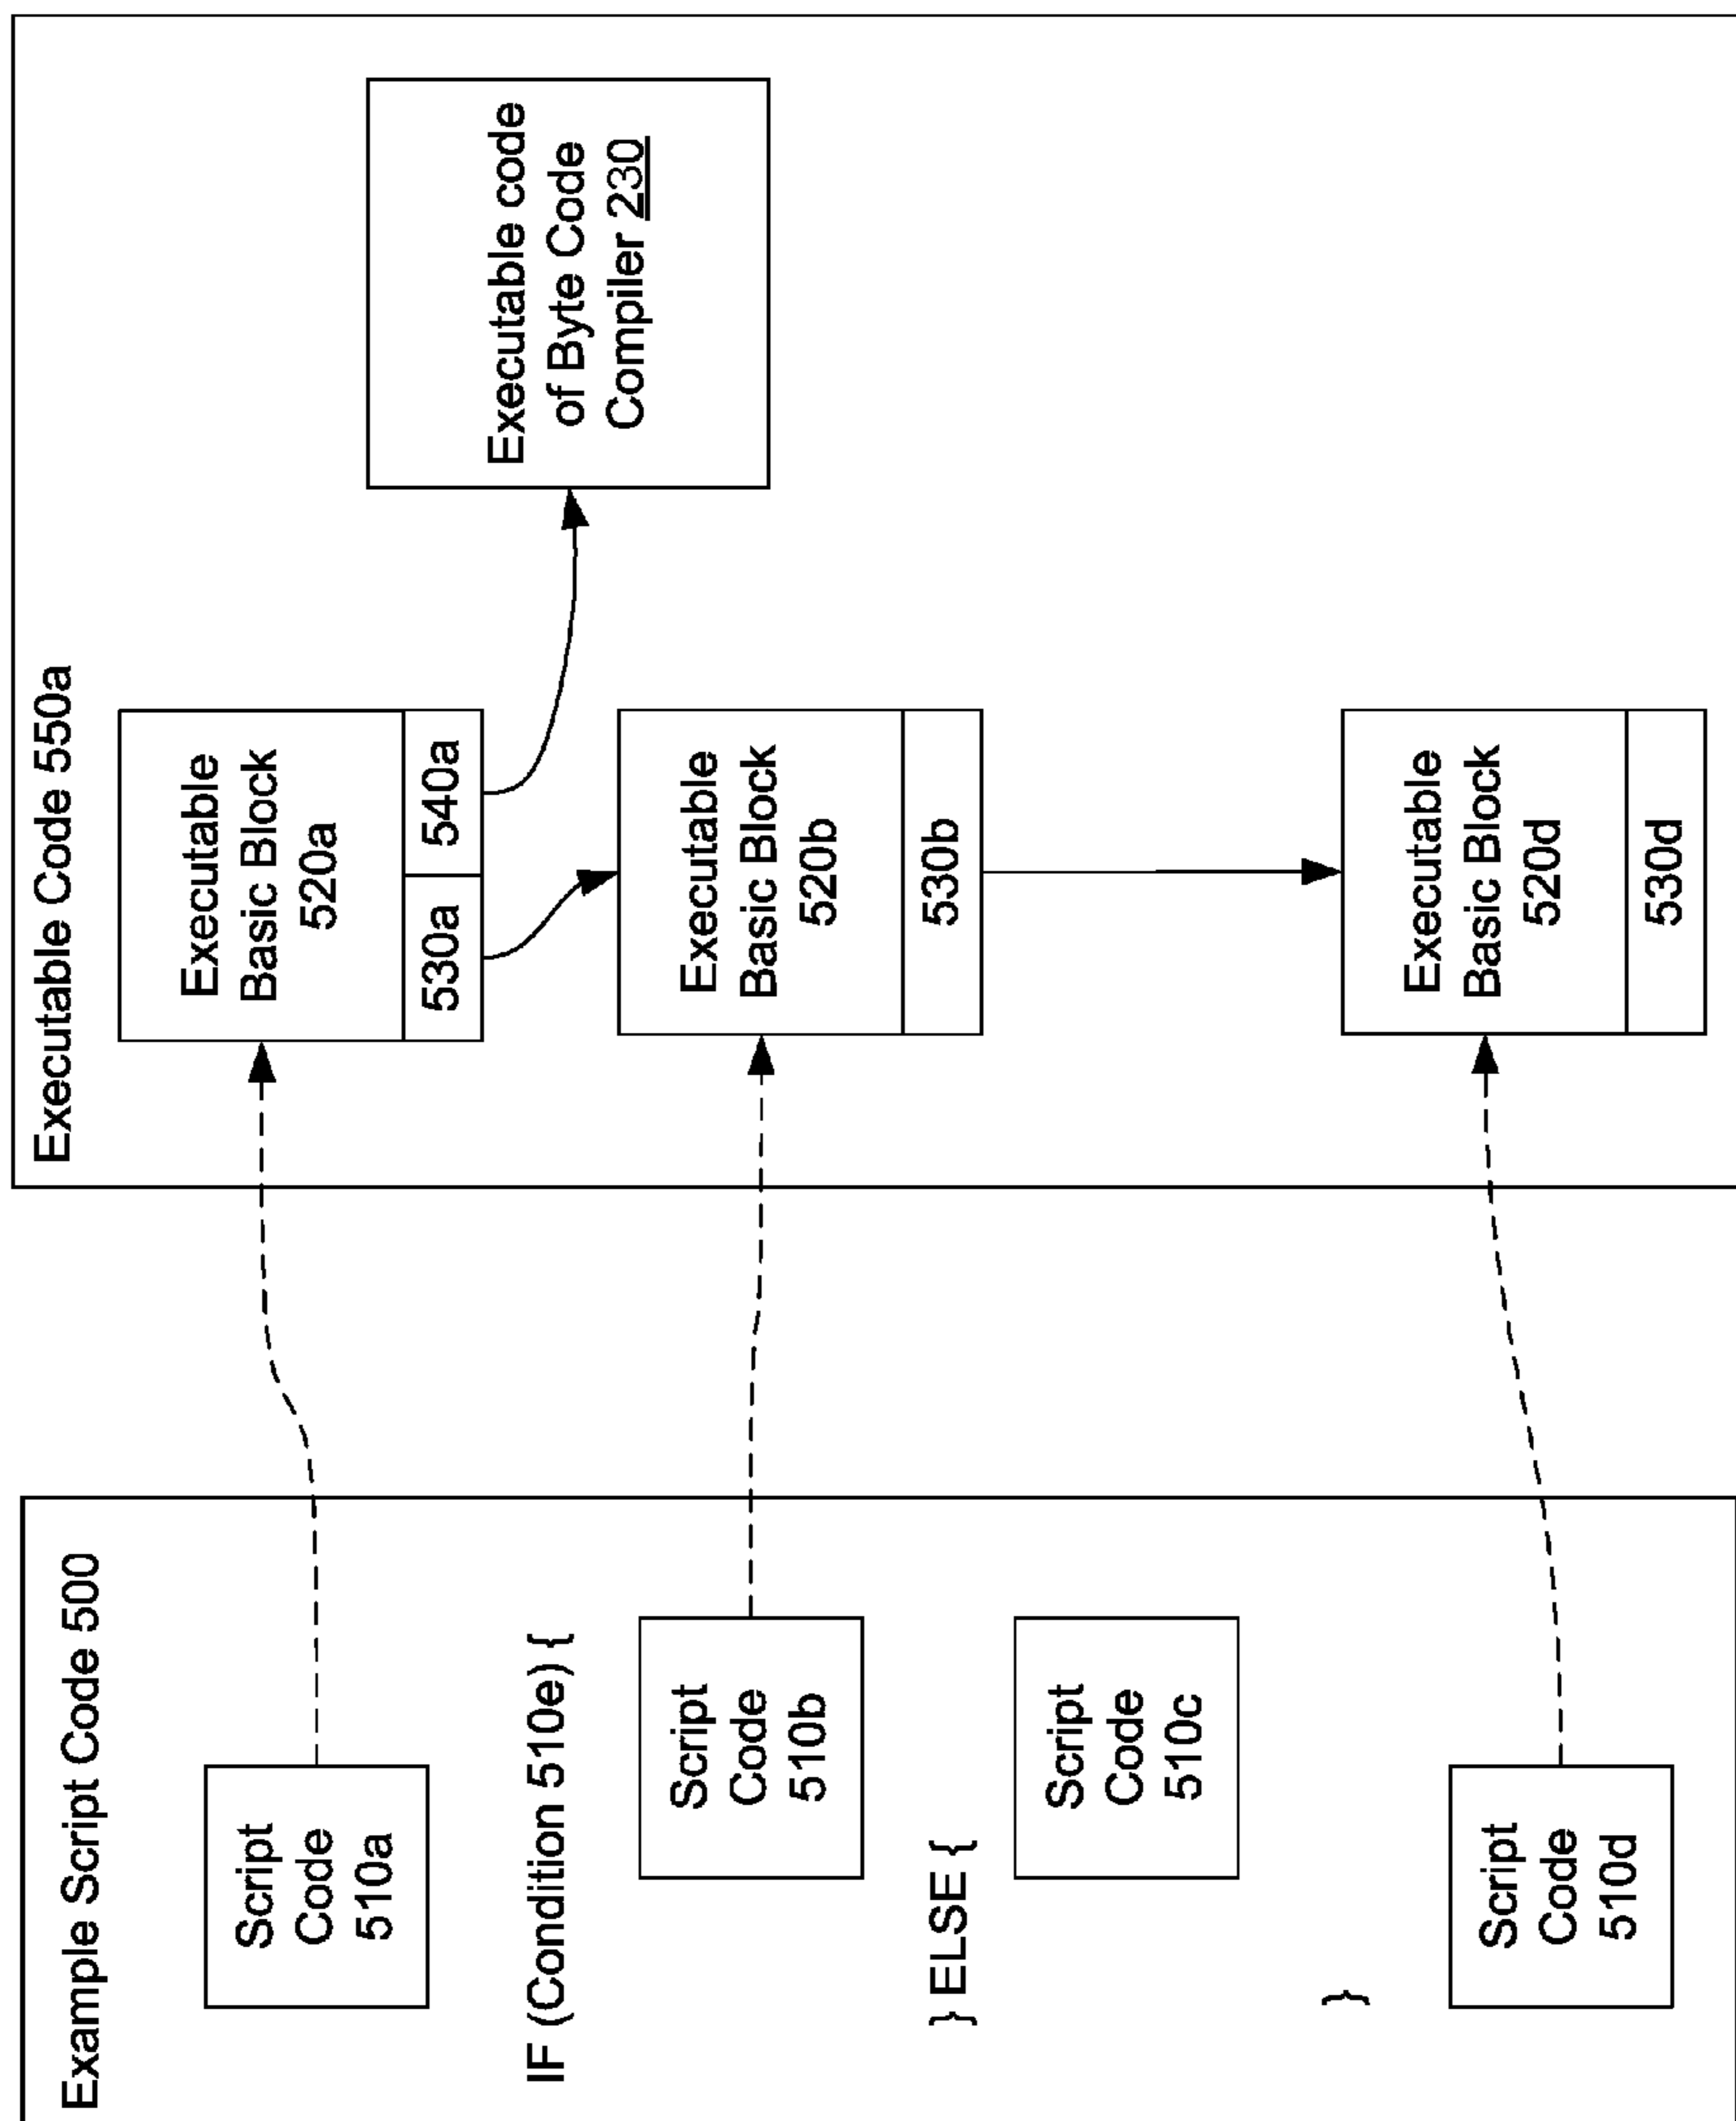 Example Script Code 500
Script
Code
510a
IF (Condition 510e) {
Script
Code
510b
} ELSE {
Script
Code
510c
}
Script
Code
510d
Executable Code 550a
Executable
Basic Block
520a
530a
540a
Executable code
of Byte Code
Compiler 230
Executable
Basic Block
520b
530b
Executable
Basic Block
520d
530d